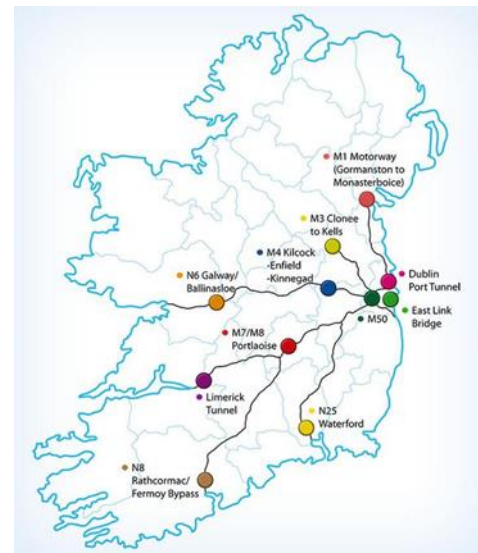 M1 Motorway
(Gormanston to
Monasterboice)
M3 Clonee
to Kells
M4 Kilcock
-Enfield
-Kinnegad
N6 Galway/
Ballinasloe
Dublin
Port Tunnel
East Link
Bridge
M50
M7/M8
Portlaoise
Limerick
Tunnel
N25
Waterford
N8
Rathcormac/
Fermoy Bypass